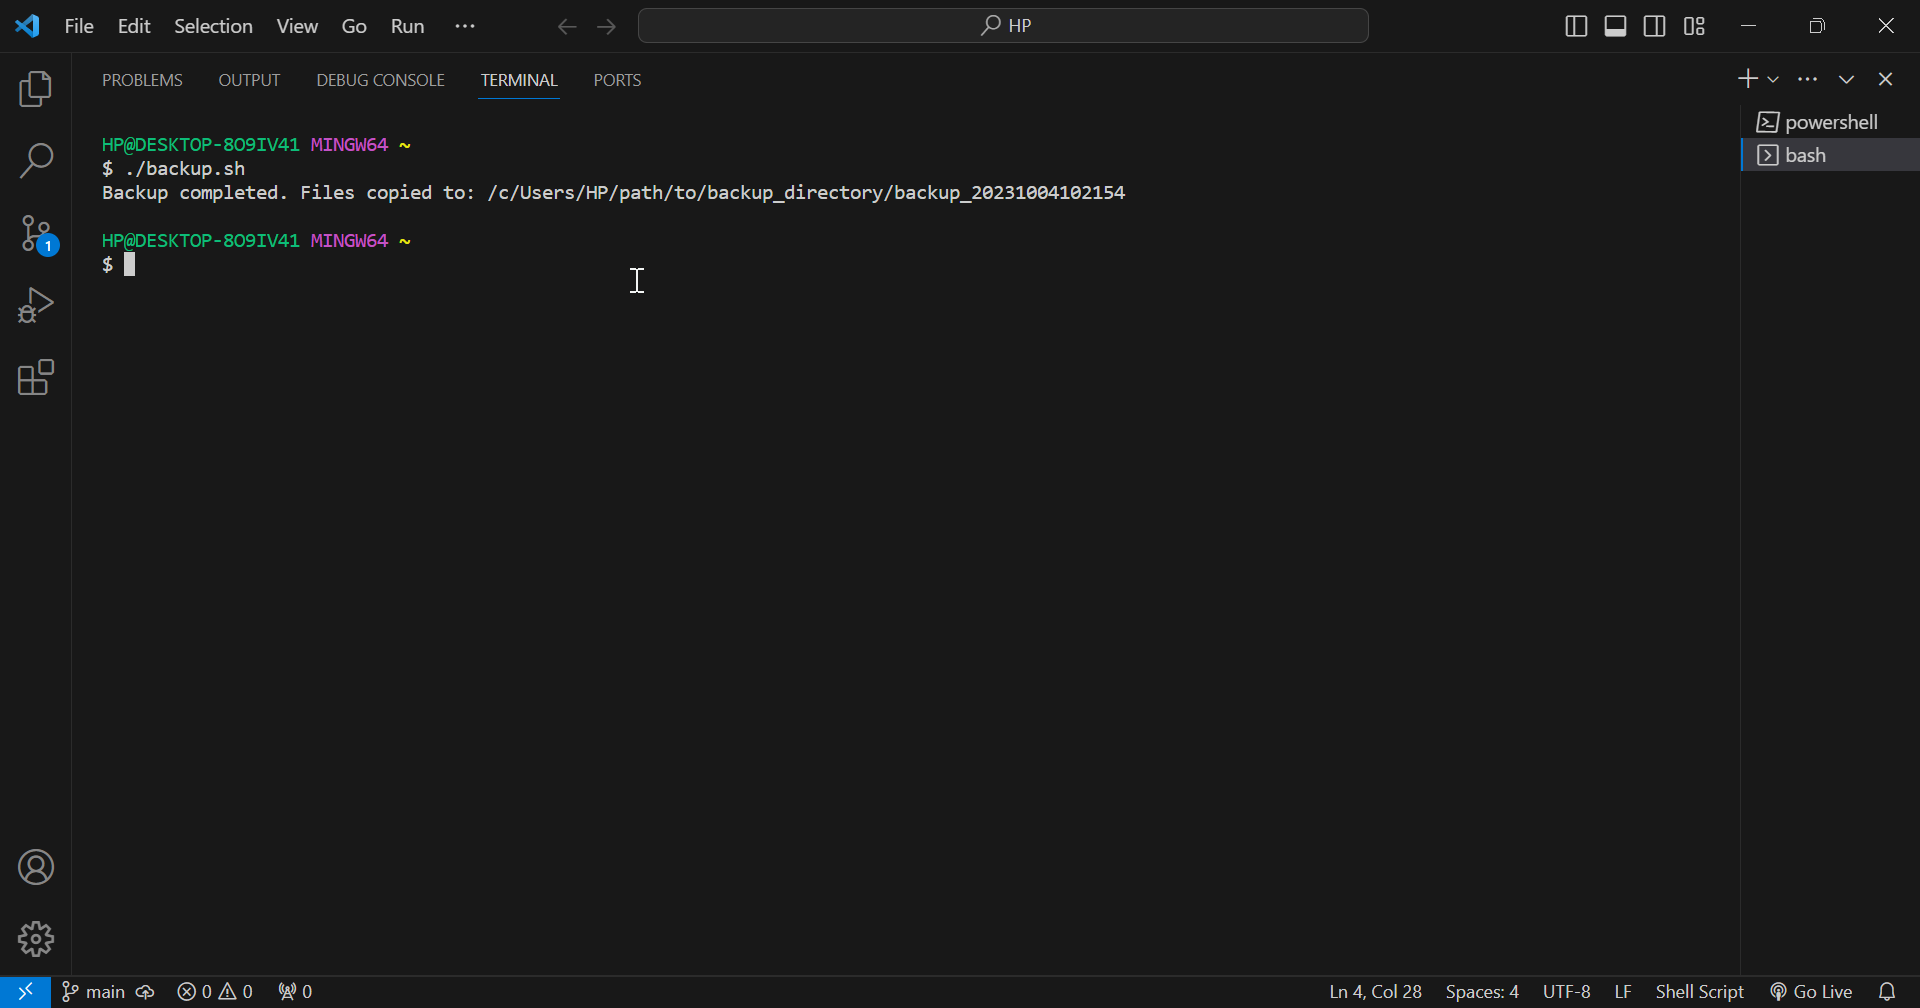 File Edit Selection View Go Run ··· HP
PROBLEMS OUTPUT DEBUG CONSOLE TERMINAL PORTS
powershell
bash
HP@DESKTOP-8O9IV41 MINGW64 ~
$ ./backup.sh
Backup completed. Files copied to: /c/Users/HP/path/to/backup_directory/backup_20231004102154
HP@DESKTOP-8O9IV41 MINGW64 ~
$
1
main 0 0 0 Ln 4, Col 28 Spaces: 4 UTF-8 LF Shell Script Go Live